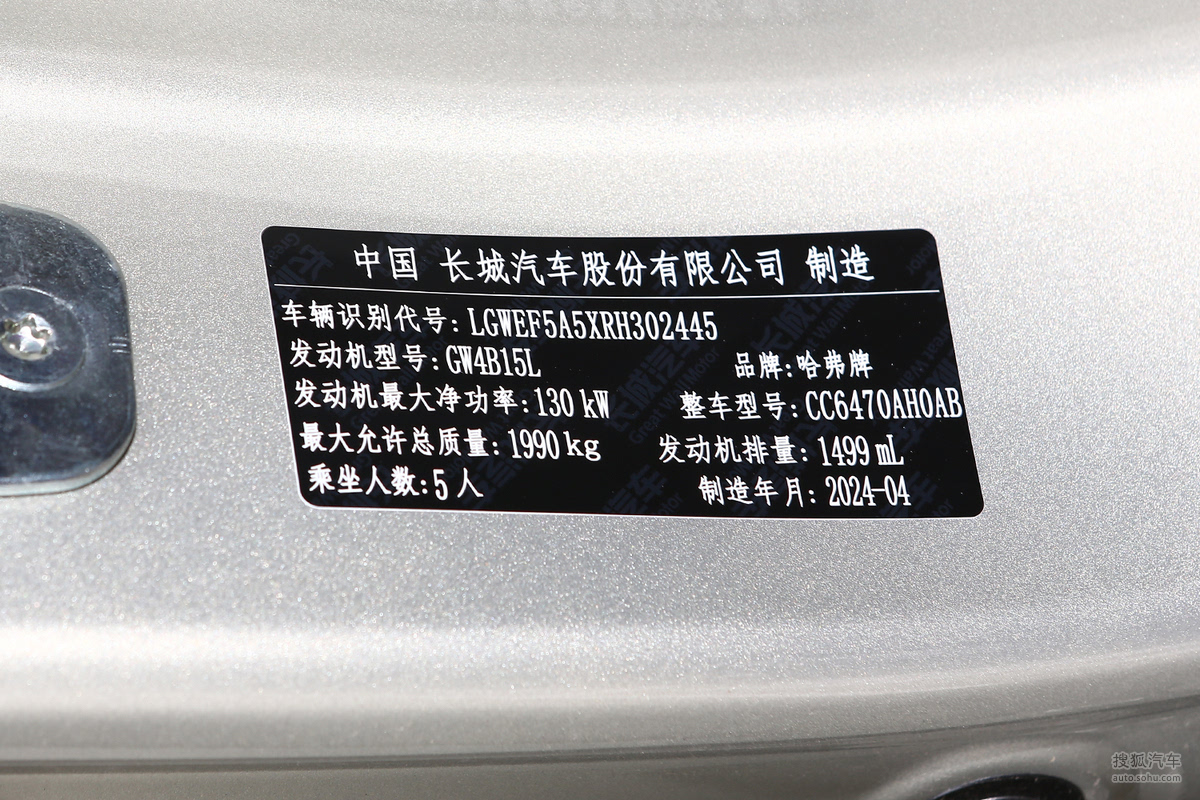 中国 长城汽车股份有限公司 制造
车辆识别代号: LGWEF5A5XRH302445
发动机型号: GW4B15L 品牌: 哈弗牌
发动机最大净功率: 130 kW 整车型号: CC6470AH0AB
最大允许总质量: 1990 kg 发动机排量: 1499 mL
乘坐人数: 5 人 制造年月: 2024-04
搜狐汽车
auto.sohu.com